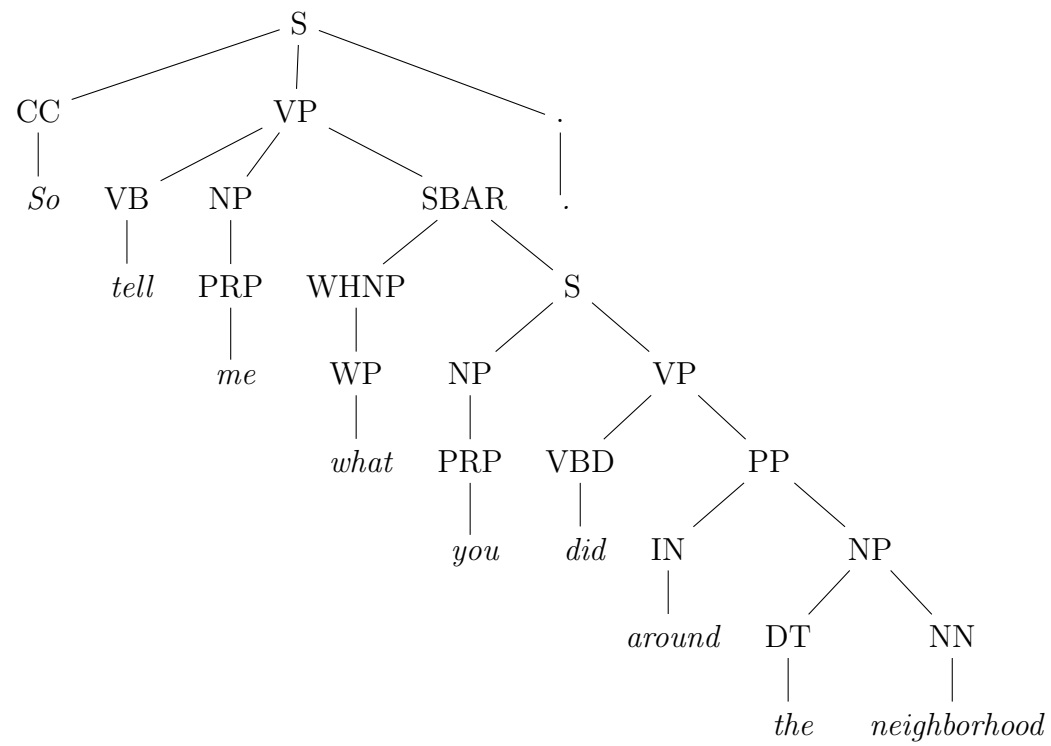 S
CC VP .
So VB NP SBAR .
tell PRP WHNP S
me WP NP VP
what PRP VBD PP
you did IN NP
around DT NN
the neighborhood